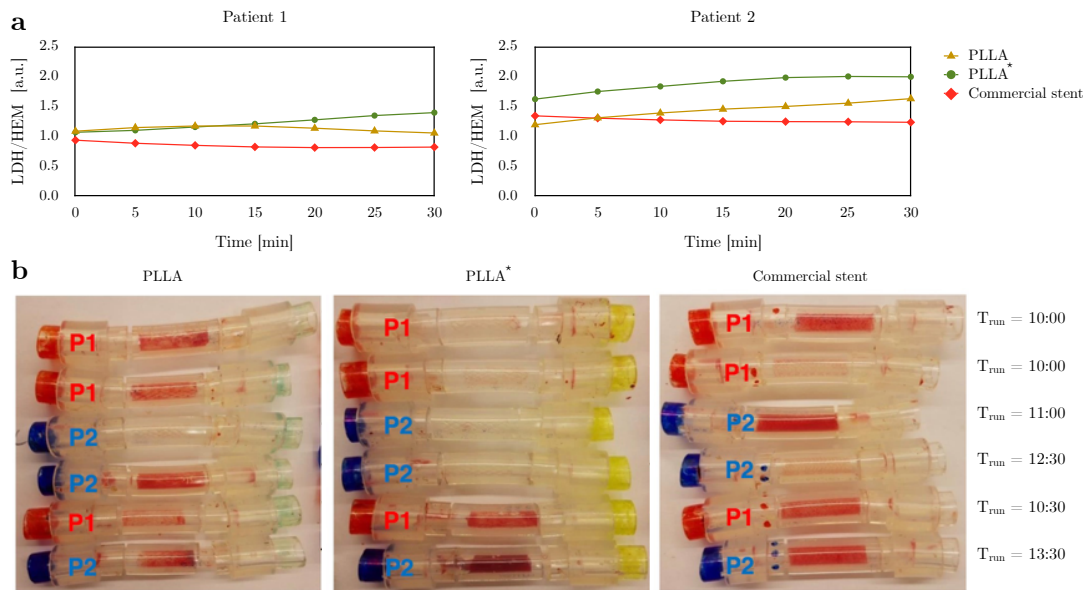 a
Patient 1
Patient 2
2.5
2.0
1.5
1.0
0.5
0.0
LDH/HEM [a.u.]
0 5 10 15 20 25 30
Time [min]
2.5
2.0
1.5
1.0
0.5
0.0
LDH/HEM [a.u.]
0 5 10 15 20 25 30
Time [min]
PLLA
PLLA*
Commercial stent
b
PLLA
PLLA*
Commercial stent
P1
P1
P2
P2
P1
P2
P1
P1
P2
P2
P1
P2
P1
P1
P2
P2
P1
P2
Trun = 10:00
Trun = 10:00
Trun = 11:00
Trun = 12:30
Trun = 10:30
Trun = 13:30